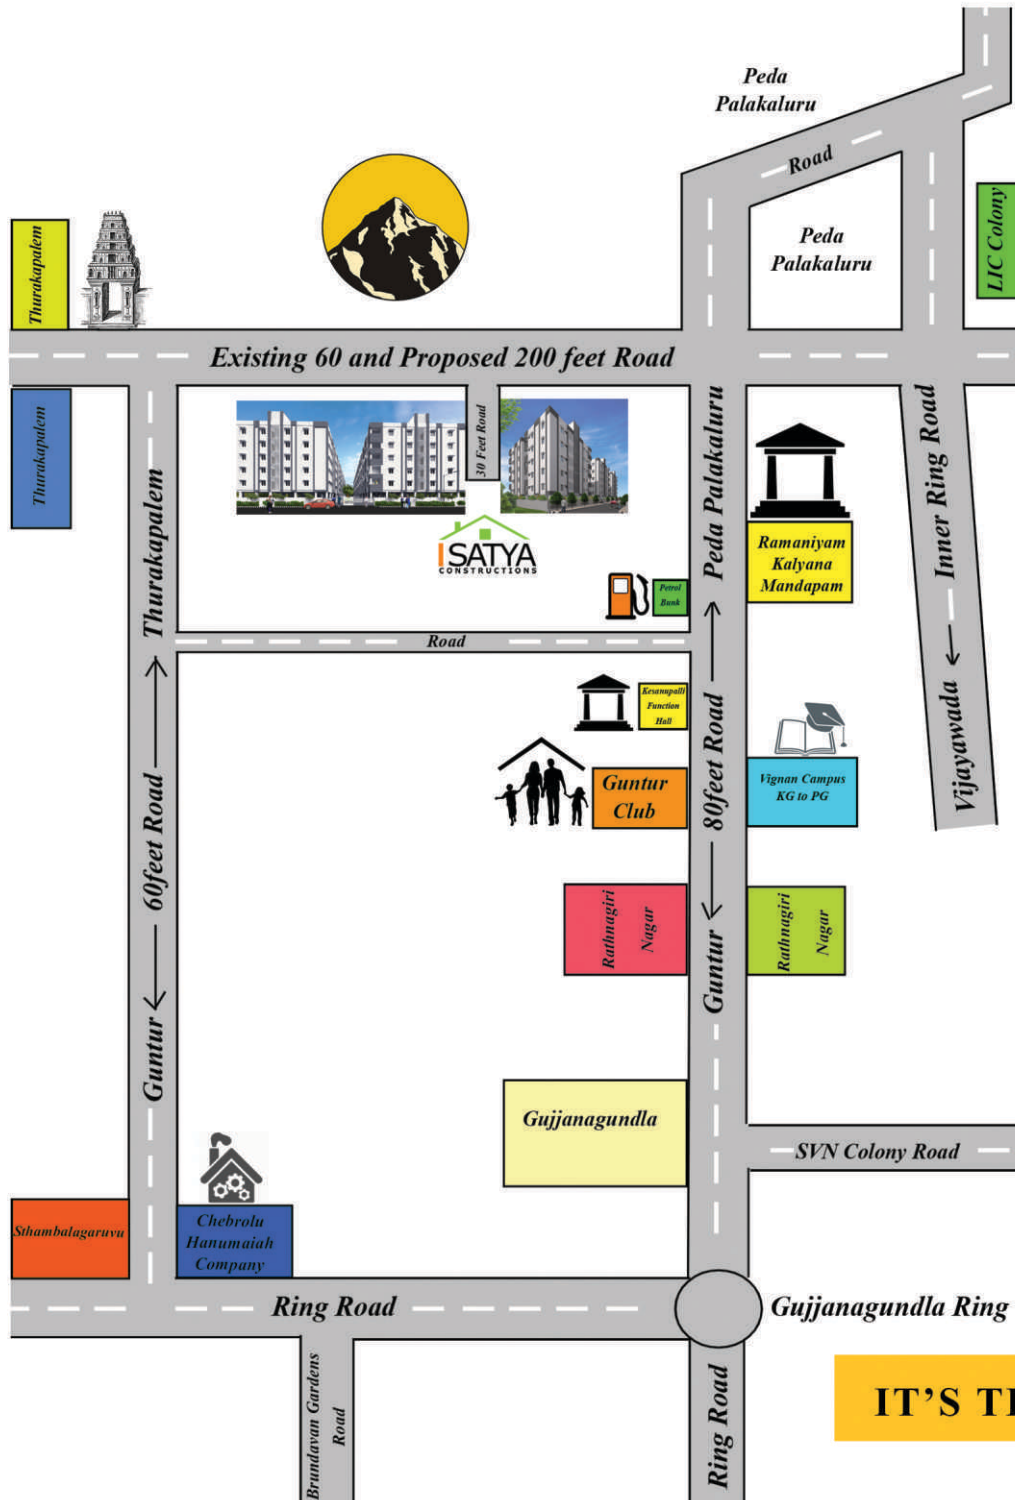 Peda
Palakaluru
Road
Peda
Palakaluru
LIC Colony
Thurakapalem
Existing 60 and Proposed 200 feet Road
Thurakapalem
30 Feet Road
SATYA
CONSTRUCTIONS
Thurakapalem
60feet Road
Guntur
Peda Palakaluru
80feet Road
Guntur
Ramaniyam
Kalyana
Mandapam
Inner Ring Road
Vijayawada
Petrol
Bunk
Road
Kesanupalli
Function
Hall
Guntur
Club
Vignan Campus
KG to PG
Rathnagiri
Nagar
Rathnagiri
Nagar
Gujjanagundla
SVN Colony Road
Sthambalagaruvu
Chebrolu
Hanumaiah
Company
Ring Road
Gujjanagundla Ring
Brundavan Gardens
Road
Ring Road
IT'S